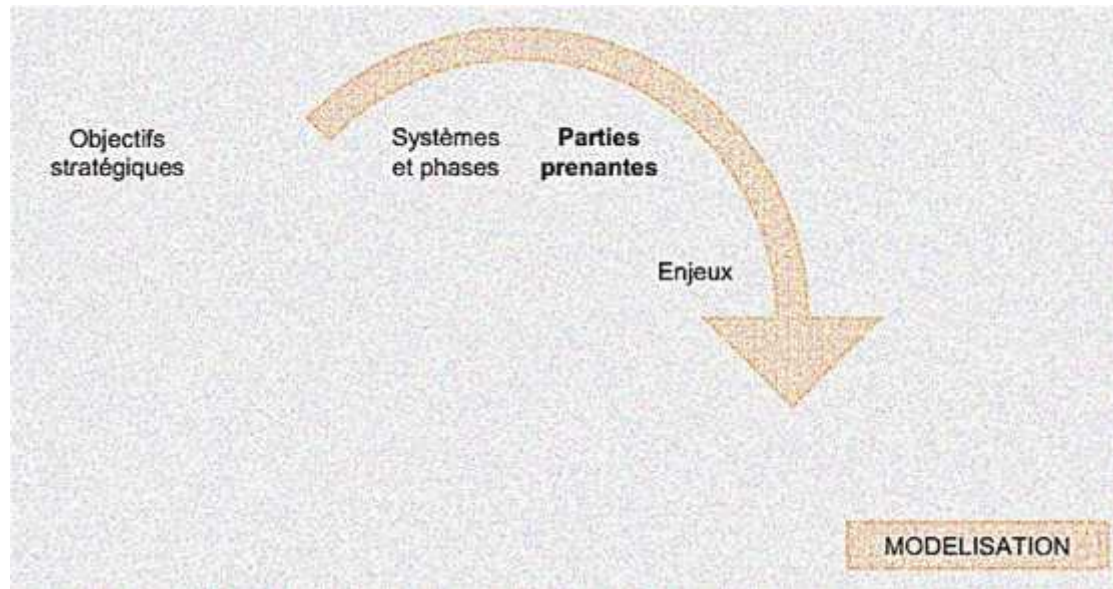 Objectifs
stratégiques
Systèmes
et phases
Parties
prenantes
Enjeux
MODELISATION